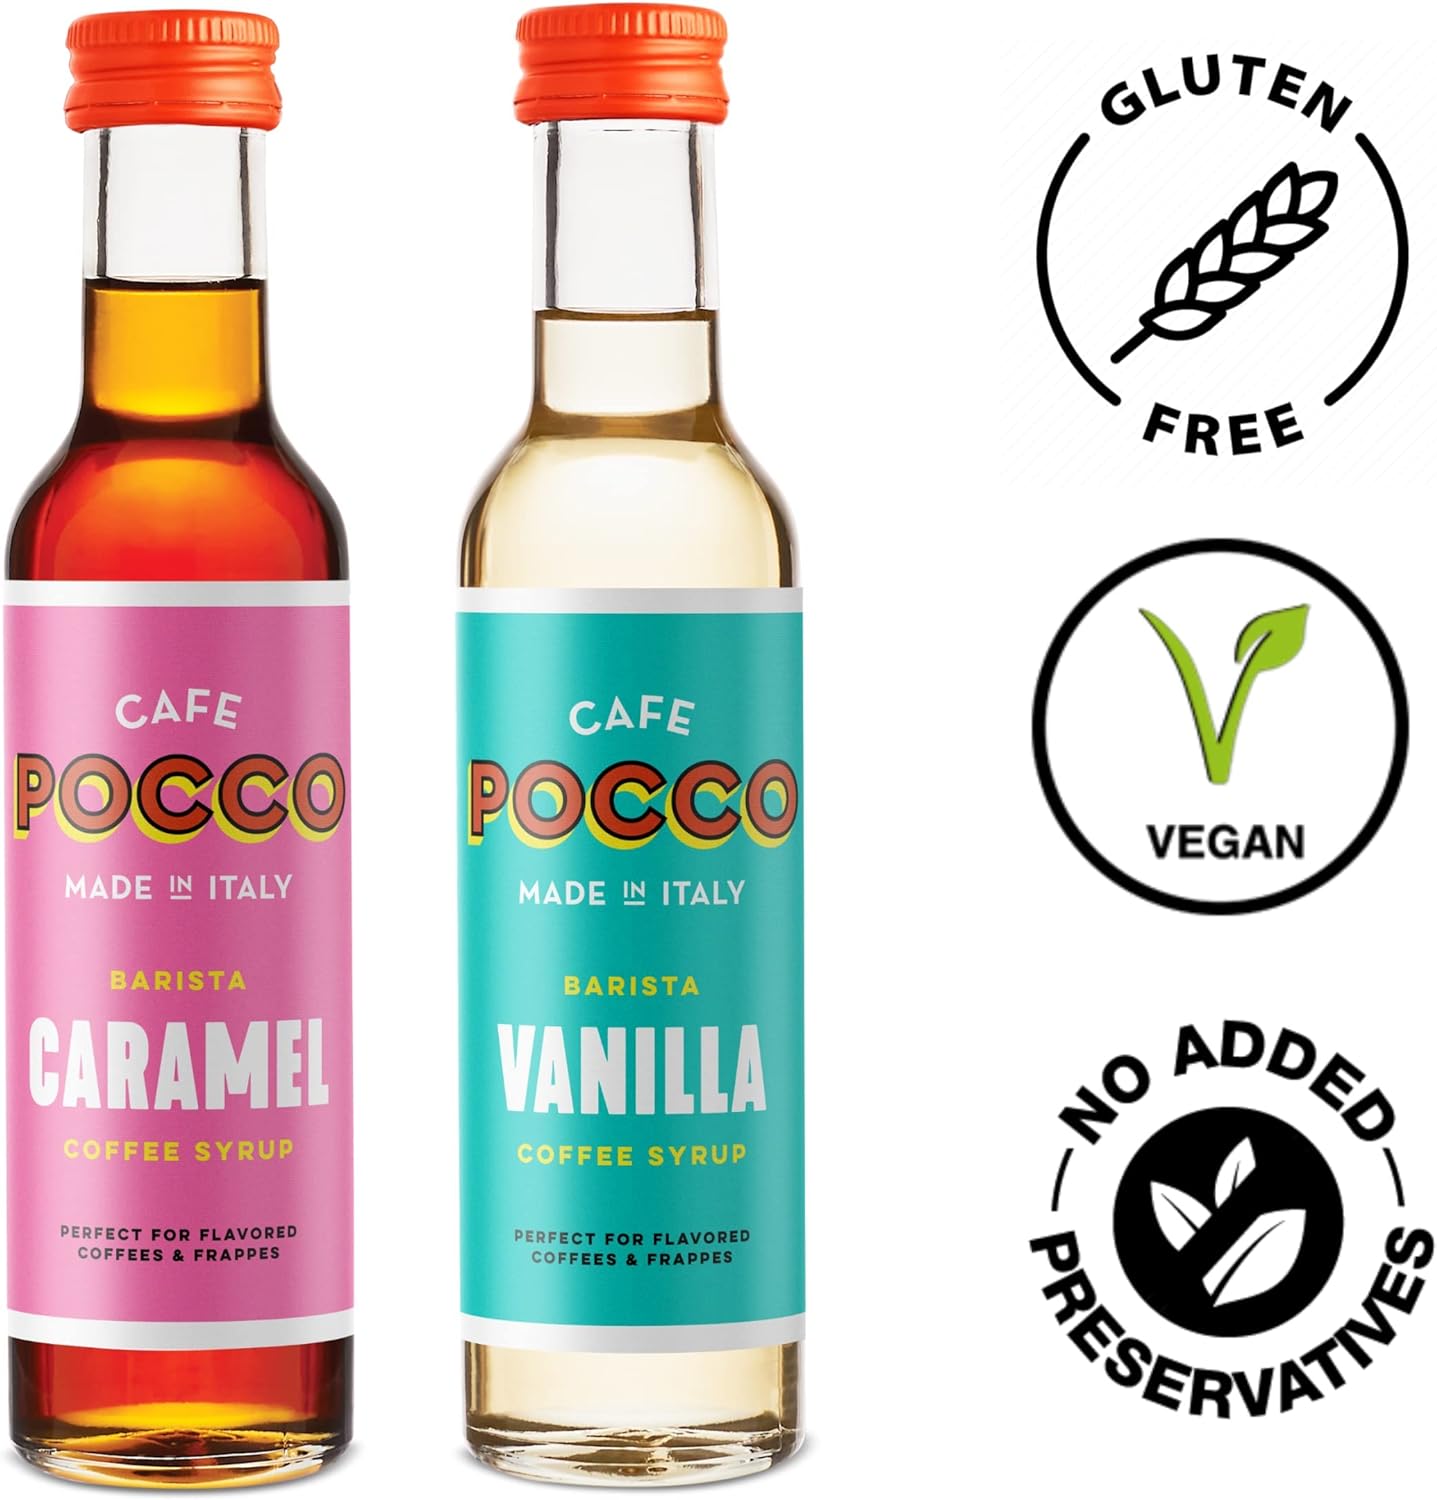 CAFE
POCCO
MADE IN ITALY
BARISTA
CARAMEL
COFFEE SYRUP
PERFECT FOR FLAVORED
COFFEES & FRAPPES
CAFE
POCCO
MADE IN ITALY
BARISTA
VANILLA
COFFEE SYRUP
PERFECT FOR FLAVORED
COFFEES & FRAPPES
GLUTEN
FREE
VEGAN
NO ADDED
PRESERVATIVES